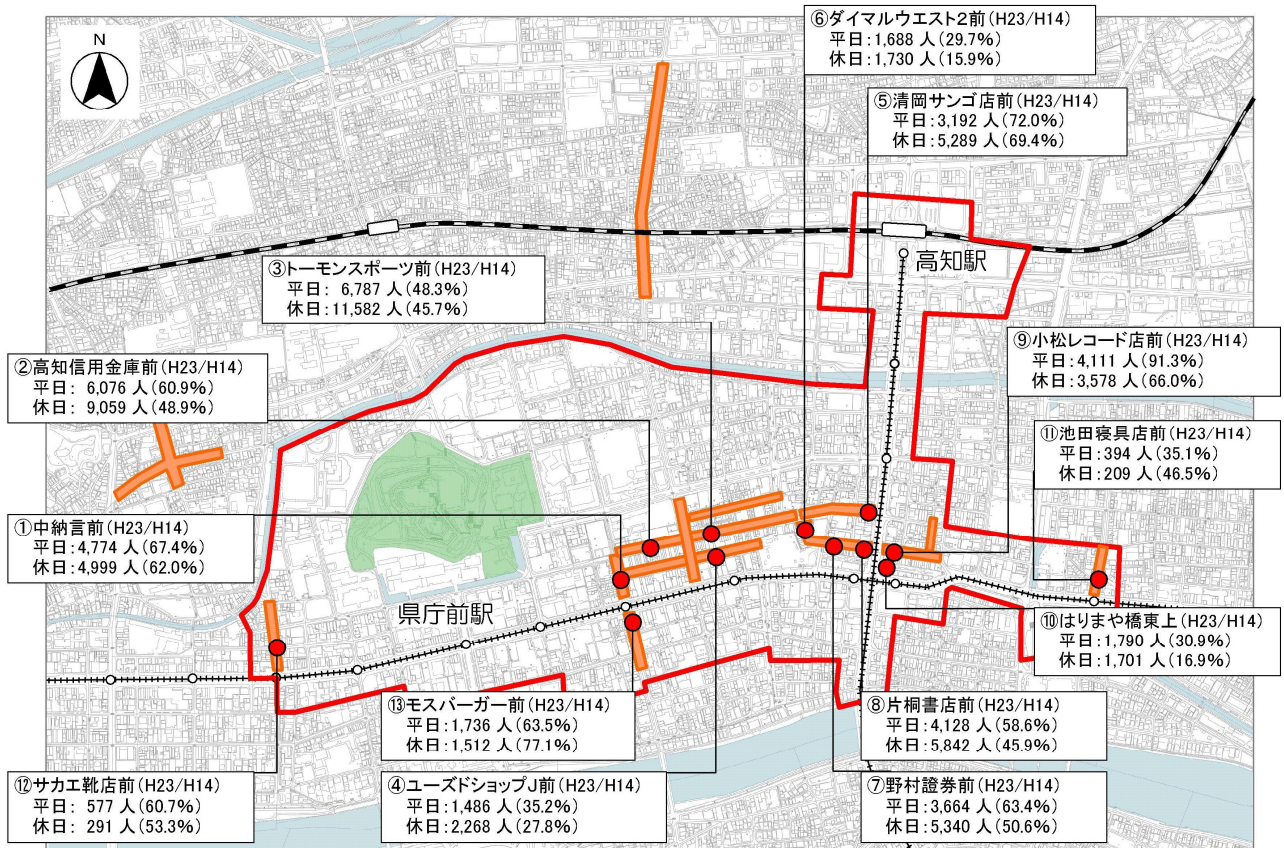 ⑥ダイマルウエスト2前(H23/H14)
平日:1,688 人(29.7%)
休日:1,730 人(15.9%)
N
⑤清岡サンゴ店前(H23/H14)
平日:3,192 人(72.0%)
休日:5,289 人(69.4%)
高知駅
③トーモンスポーツ前(H23/H14)
平日: 6,787 人(48.3%)
休日:11,582 人(45.7%)
⑨小松レコード店前(H23/H14)
平日:4,111 人(91.3%)
休日:3,578 人(66.0%)
②高知信用金庫前(H23/H14)
平日: 6,076 人(60.9%)
休日: 9,059 人(48.9%)
⑪池田寝具店前(H23/H14)
平日:394 人(35.1%)
休日:209 人(46.5%)
①中納言前(H23/H14)
平日:4,774 人(67.4%)
休日:4,999 人(62.0%)
県庁前駅
⑩はりまや橋東上(H23/H14)
平日:1,790 人(30.9%)
休日:1,701 人(16.9%)
⑬モスバーガー前(H23/H14)
平日:1,736 人(63.5%)
休日:1,512 人(77.1%)
⑧片桐書店前(H23/H14)
平日:4,128 人(58.6%)
休日:5,842 人(45.9%)
⑫サカエ靴店前(H23/H14)
平日: 577 人(60.7%)
休日: 291 人(53.3%)
④ユーズドショップJ前(H23/H14)
平日:1,486 人(35.2%)
休日:2,268 人(27.8%)
⑦野村證券前(H23/H14)
平日:3,664 人(63.4%)
休日:5,340 人(50.6%)